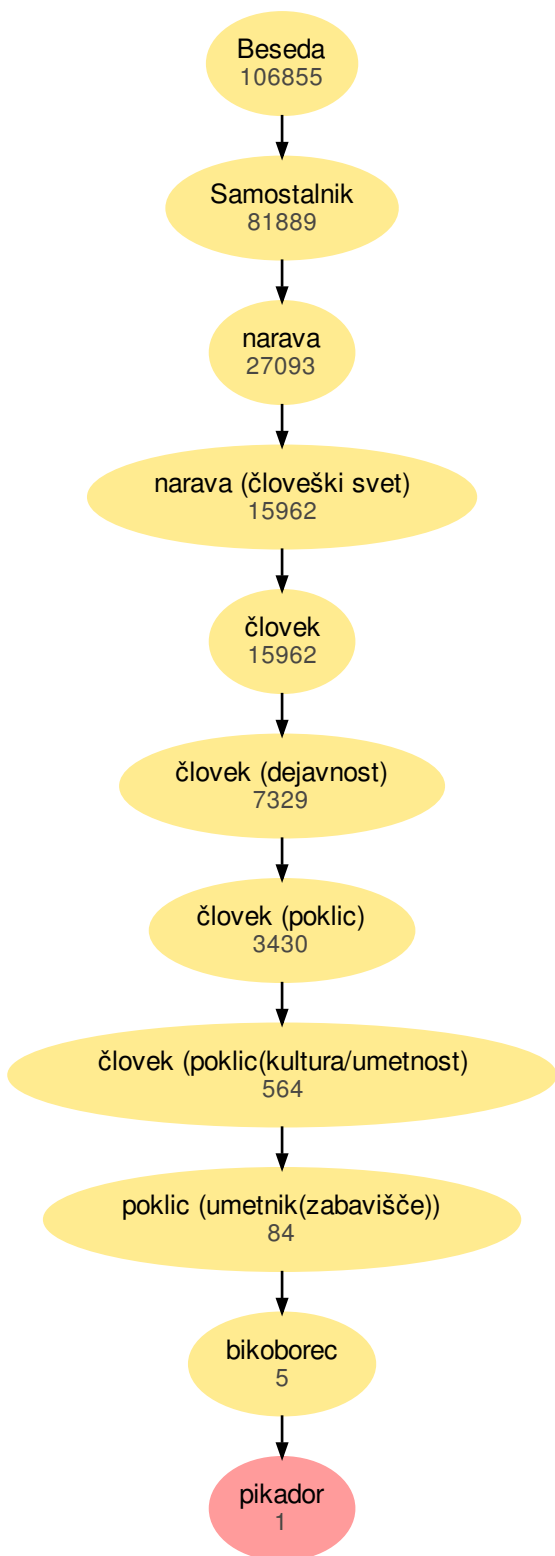 Beseda
106855
Samostalnik
81889
narava
27093
narava (človeški svet)
15962
človek
15962
človek (dejavnost)
7329
človek (poklic)
3430
človek (poklic(kultura/umetnost)
564
poklic (umetnik(zabavišče))
84
bikoborec
5
pikador
1